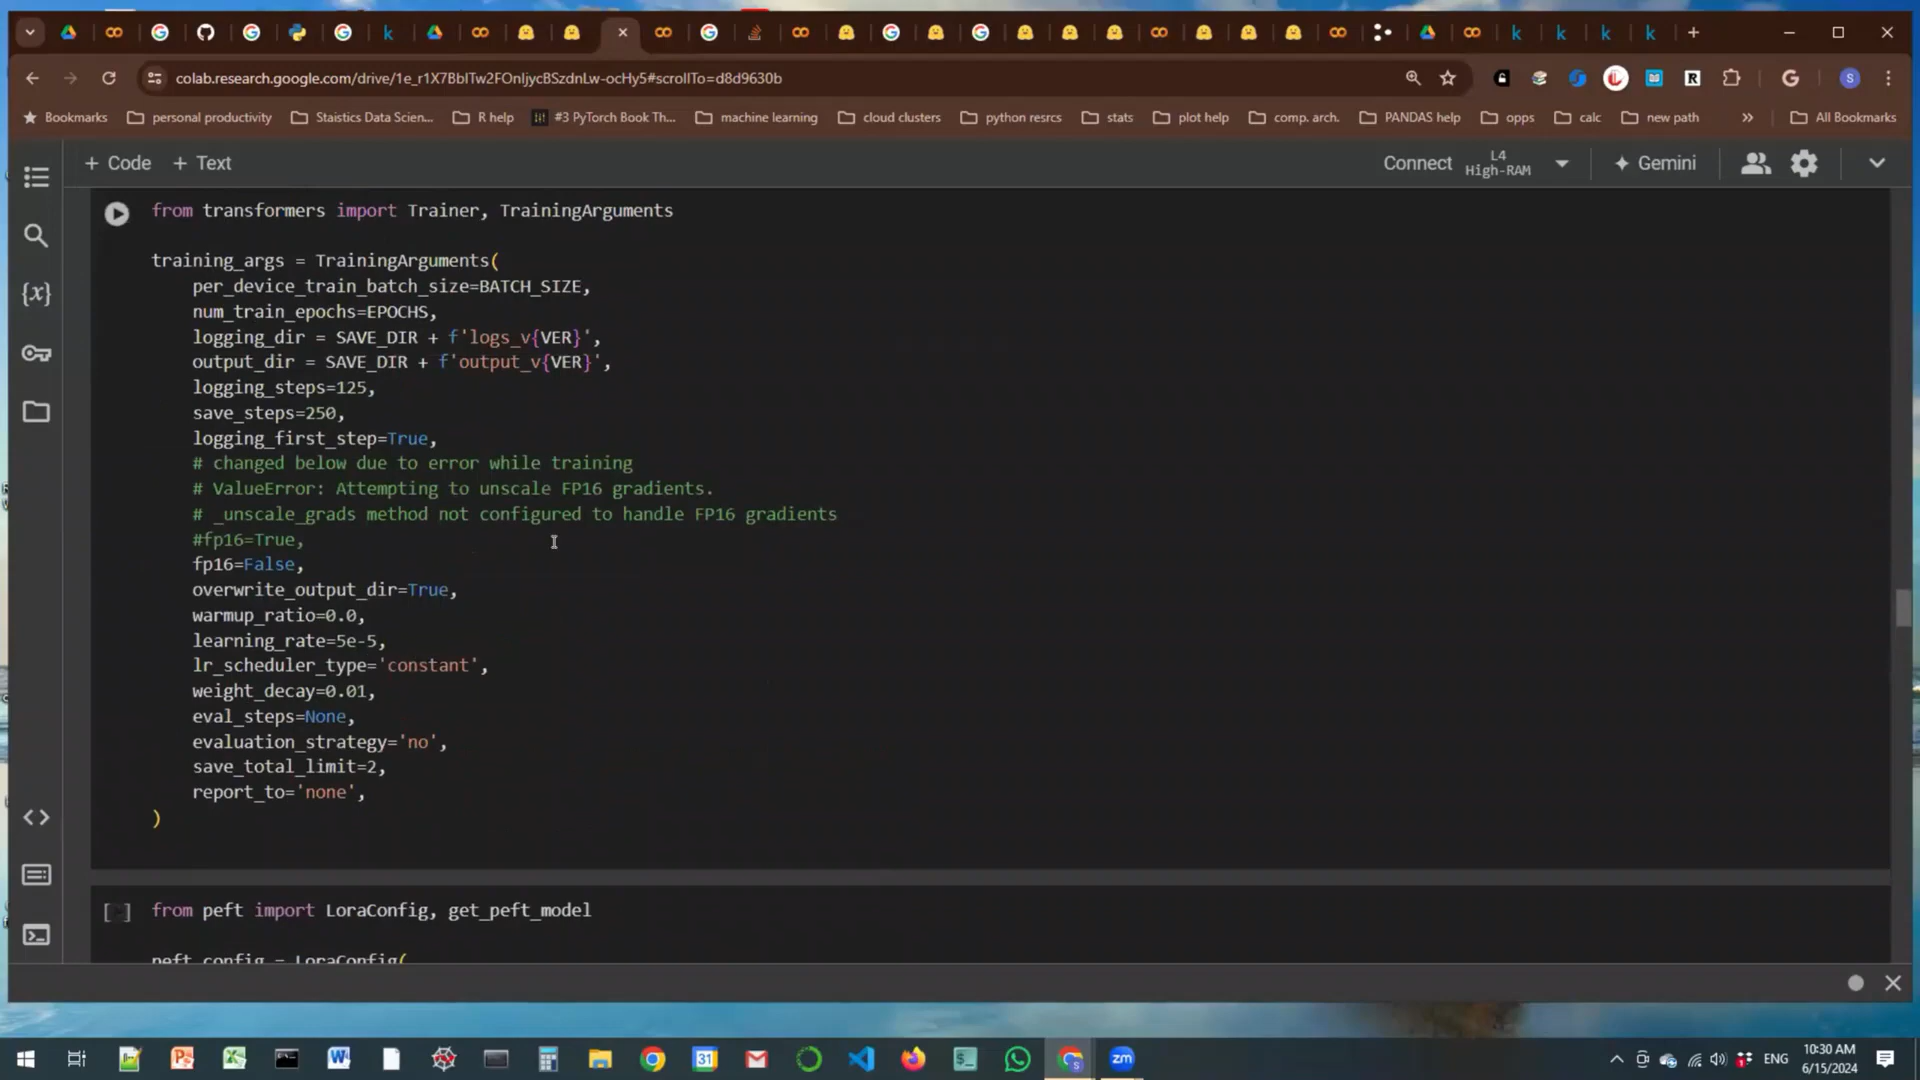 colab.research.google.com/drive/1e_r1X7BbITw2FOnIjycBSzdnLw-ocHy5#scrollTo=d8d9630b
Bookmarks personal productivity Staistics Data Scien... R help #3 PyTorch Book Th... machine learning cloud clusters python resrcs stats plot help comp. arch. PANDAS help opps calc new path » All Bookmarks
+ Code + Text Connect L4 High-RAM Gemini
from transformers import Trainer, TrainingArguments
training_args = TrainingArguments(
per_device_train_batch_size=BATCH_SIZE,
num_train_epochs=EPOCHS,
logging_dir = SAVE_DIR + f'logs_v{VER}',
output_dir = SAVE_DIR + f'output_v{VER}',
logging_steps=125,
save_steps=250,
logging_first_step=True,
# changed below due to error while training
# ValueError: Attempting to unscale FP16 gradients.
# _unscale_grads method not configured to handle FP16 gradients
#fp16=True,
fp16=False,
overwrite_output_dir=True,
warmup_ratio=0.0,
learning_rate=5e-5,
lr_scheduler_type='constant',
weight_decay=0.01,
eval_steps=None,
evaluation_strategy='no',
save_total_limit=2,
report_to='none',
)
[ ] from peft import LoraConfig, get_peft_model
peft_config = LoraConfig(
ENG 10:30 AM
6/15/2024